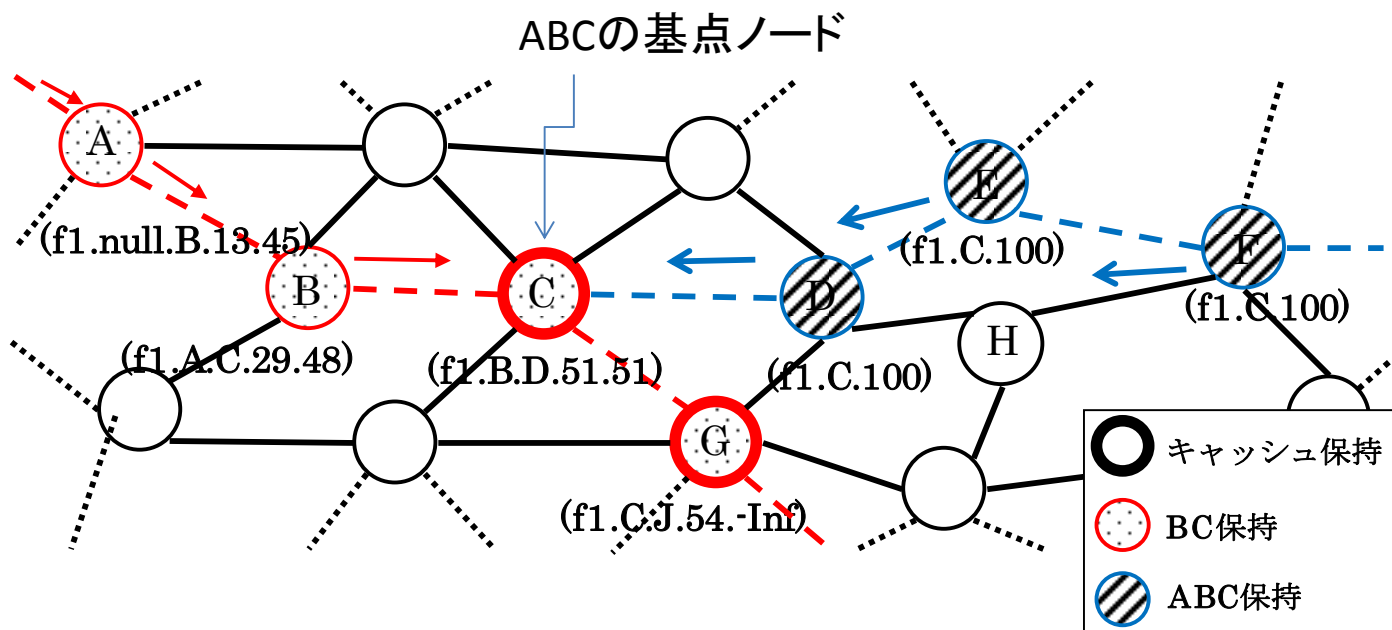 ABCの基点ノード
A
E
(f1.null.B.13.45)
(f1.C.100)
F
B
C
D
(f1.C.100)
H
(f1.A.C.29.48)
(f1.B.D.51.51)
(f1.C.100)
G
キャッシュ保持
(f1.C.J.54.-Inf)
BC保持
ABC保持